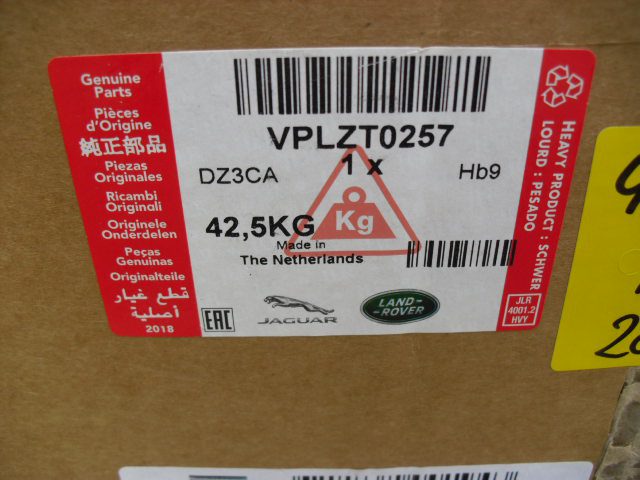 Genuine
Parts
Pièces
d'Origine
純正部品
Piezas
Originales
Ricambi
Originali
Originele
Onderdelen
Peças
Genuinas
Originalteile
قطع غيار
أصلية
2018
VPLZT0257
1 x
DZ3CA
Hb9
42,5KG
Kg
Made in
The Netherlands
EAC
JAGUAR
LAND-
ROVER
HEAVY PRODUCT : SCHWER
LOURD : PESADO
JLR
4001.2
HVY